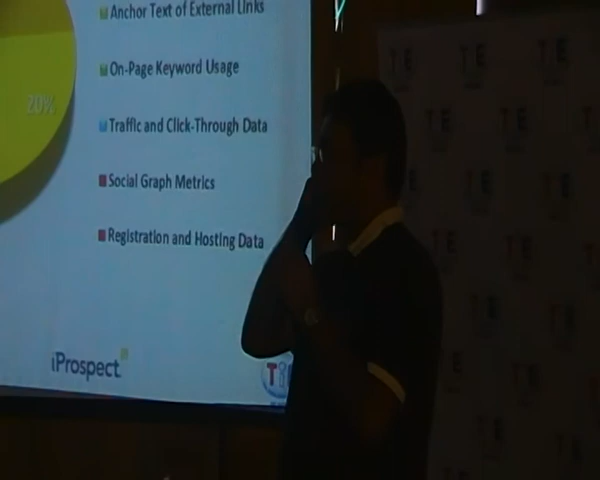 Anchor Text of External Links
On-Page Keyword Usage
20%
Traffic and Click-Through Data
Social Graph Metrics
Registration and Hosting Data
iProspect